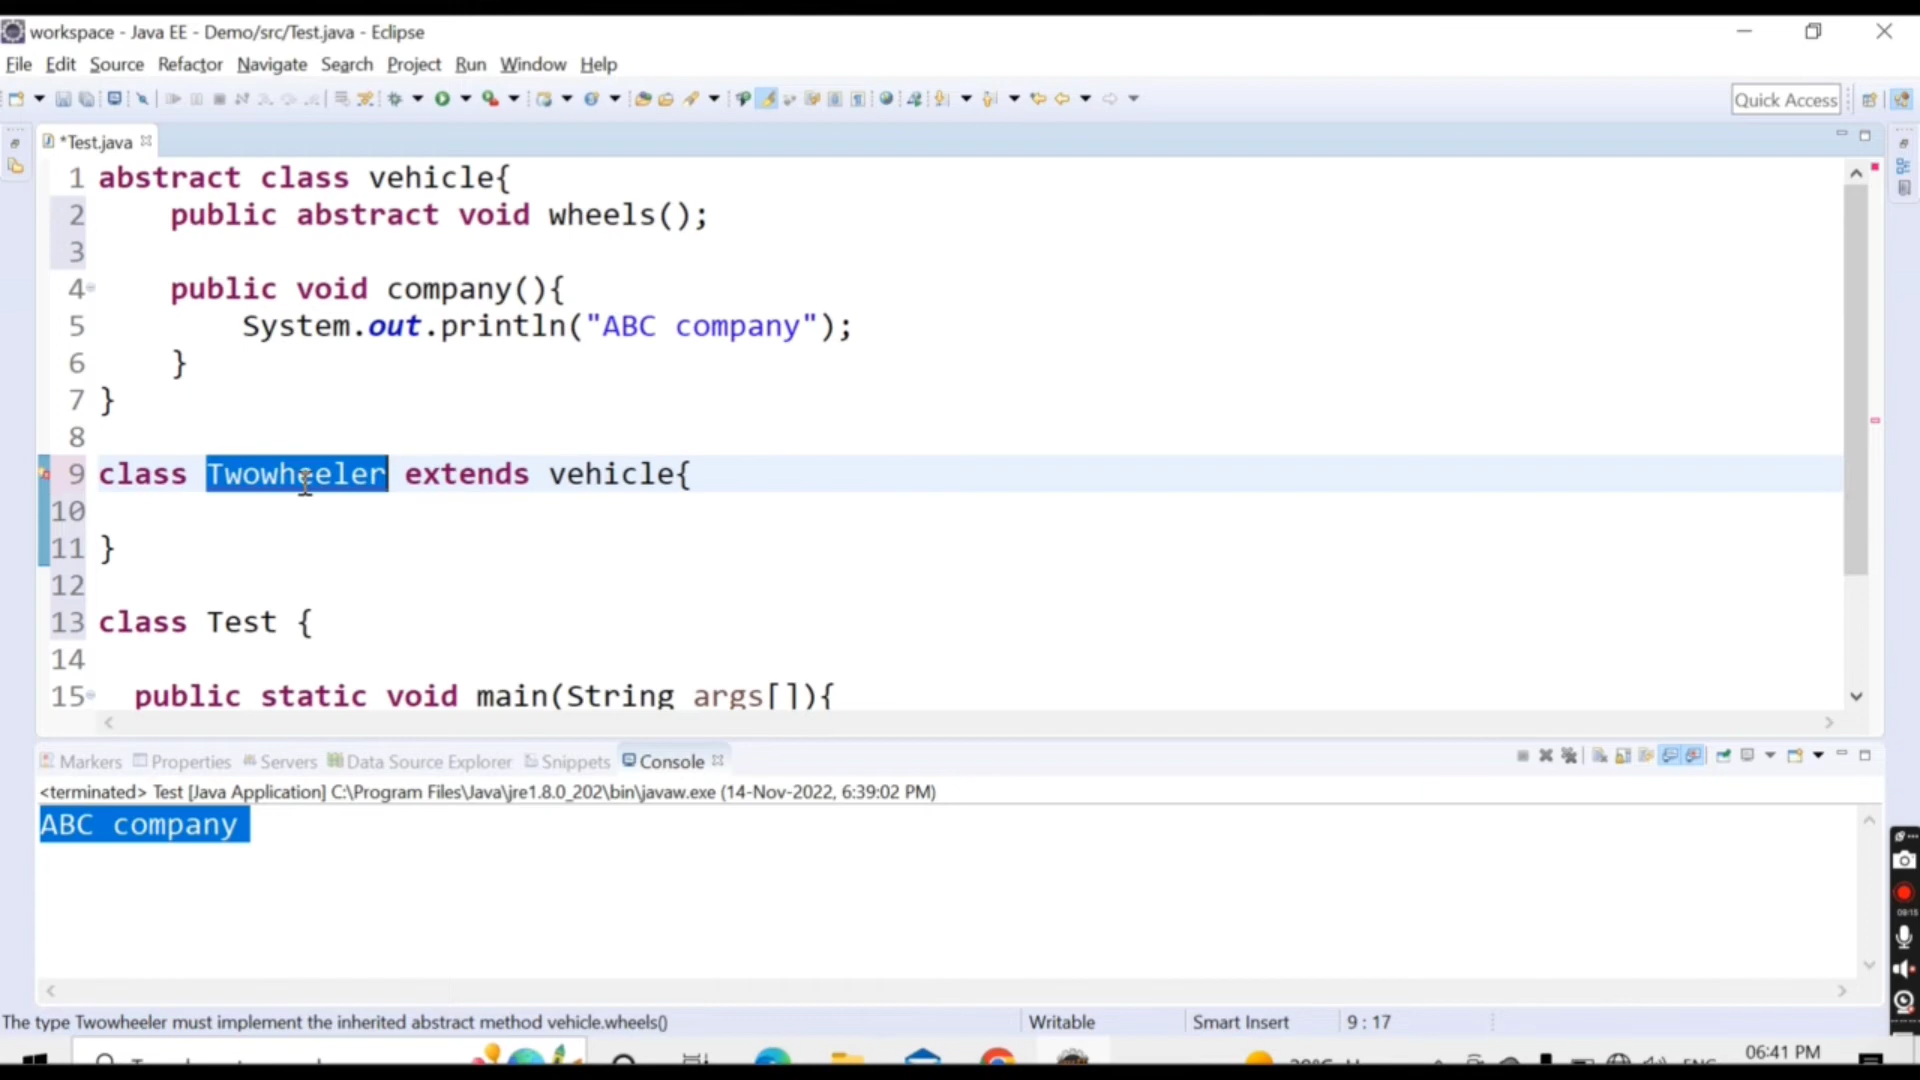 workspace - Java EE - Demo/src/Test.java - Eclipse
File Edit Source Refactor Navigate Search Project Run Window Help
Quick Access
*Test.java
1 abstract class vehicle{
2 public abstract void wheels();
3
4 public void company(){
5 System.out.println("ABC company");
6 }
7 }
8
9 class Twowheeler extends vehicle{
10
11 }
12
13 class Test {
14
15 public static void main(String args[]){
Markers Properties Servers Data Source Explorer Snippets Console
<terminated> Test [Java Application] C:\Program Files\Java\jre1.8.0_202\bin\javaw.exe (14-Nov-2022, 6:39:02 PM)
ABC company
09:15
The type Twowheeler must implement the inherited abstract method vehicle.wheels() Writable Smart Insert 9 : 17
06:41 PM